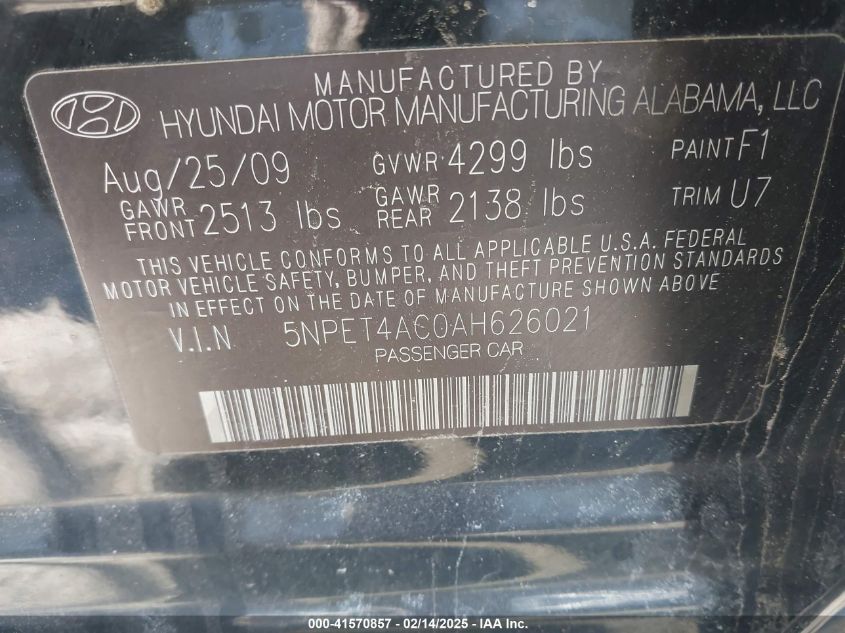 MANUFACTURED BY
HYUNDAI MOTOR MANUFACTURING ALABAMA, LLC
Aug/25/09 GVWR 4299 lbs PAINT F1
GAWR FRONT 2513 lbs GAWR REAR 2138 lbs TRIM U7
THIS VEHICLE CONFORMS TO ALL APPLICABLE U.S.A. FEDERAL
MOTOR VEHICLE SAFETY, BUMPER, AND THEFT PREVENTION STANDARDS
IN EFFECT ON THE DATE OF MANUFACTURE SHOWN ABOVE.
V.I.N 5NPET4AC0AH626021
PASSENGER CAR
000-41570857 - 02/14/2025 - IAA Inc.